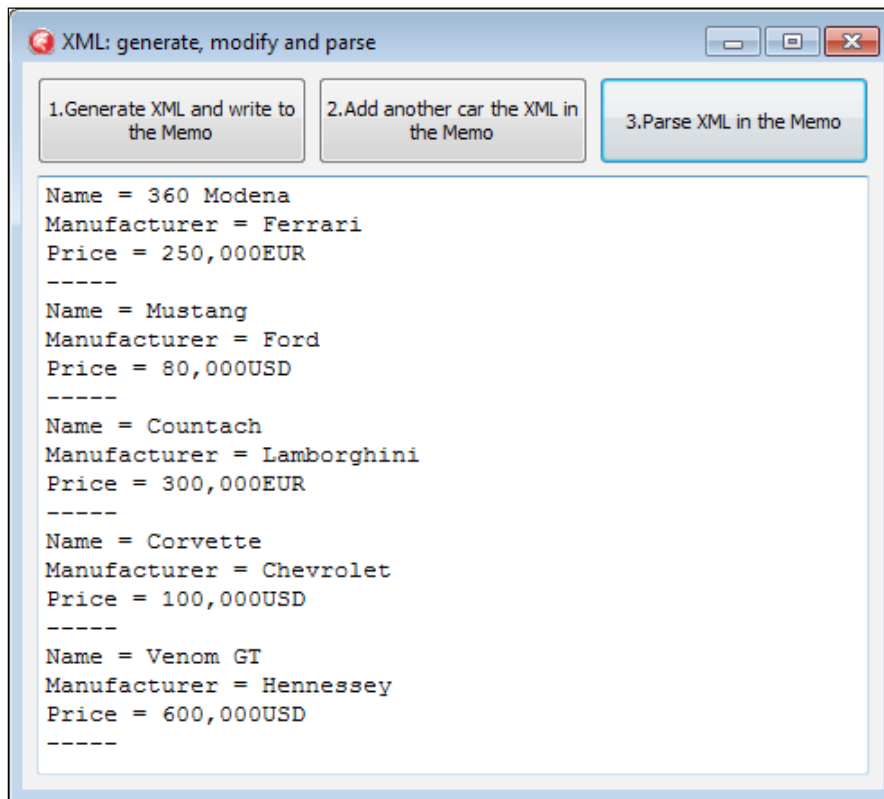 XML: generate, modify and parse
1.Generate XML and write to
the Memo
2.Add another car the XML in
the Memo
3.Parse XML in the Memo
Name = 360 Modena
Manufacturer = Ferrari
Price = 250,000EUR
-----
Name = Mustang
Manufacturer = Ford
Price = 80,000USD
-----
Name = Countach
Manufacturer = Lamborghini
Price = 300,000EUR
-----
Name = Corvette
Manufacturer = Chevrolet
Price = 100,000USD
-----
Name = Venom GT
Manufacturer = Hennessey
Price = 600,000USD
-----